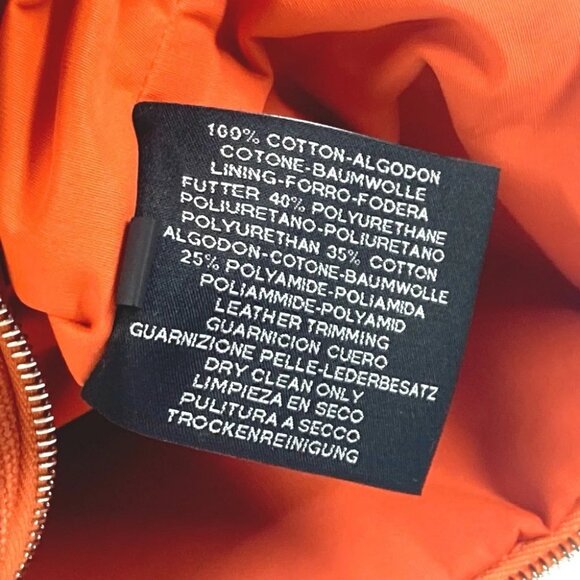 100% COTTON-ALGODON
COTONE-BAUMWOLLE
LINING-FORRO-FODERA
FUTTER 40% POLYURETHANE
POLIURETANO-POLIURETANO
POLYURETHAN 35% COTTON
ALGODON-COTONE-BAUMWOLLE
25% POLYAMIDE-POLIAMIDA
POLIAMMIDE-POLYAMID
LEATHER TRIMMING
GUARNICION CUERO
GUARNIZIONE PELLE-LEDERBESATZ
DRY CLEAN ONLY
LIMPIEZA EN SECO
PULITURA A SECCO
TROCKENREINIGUNG